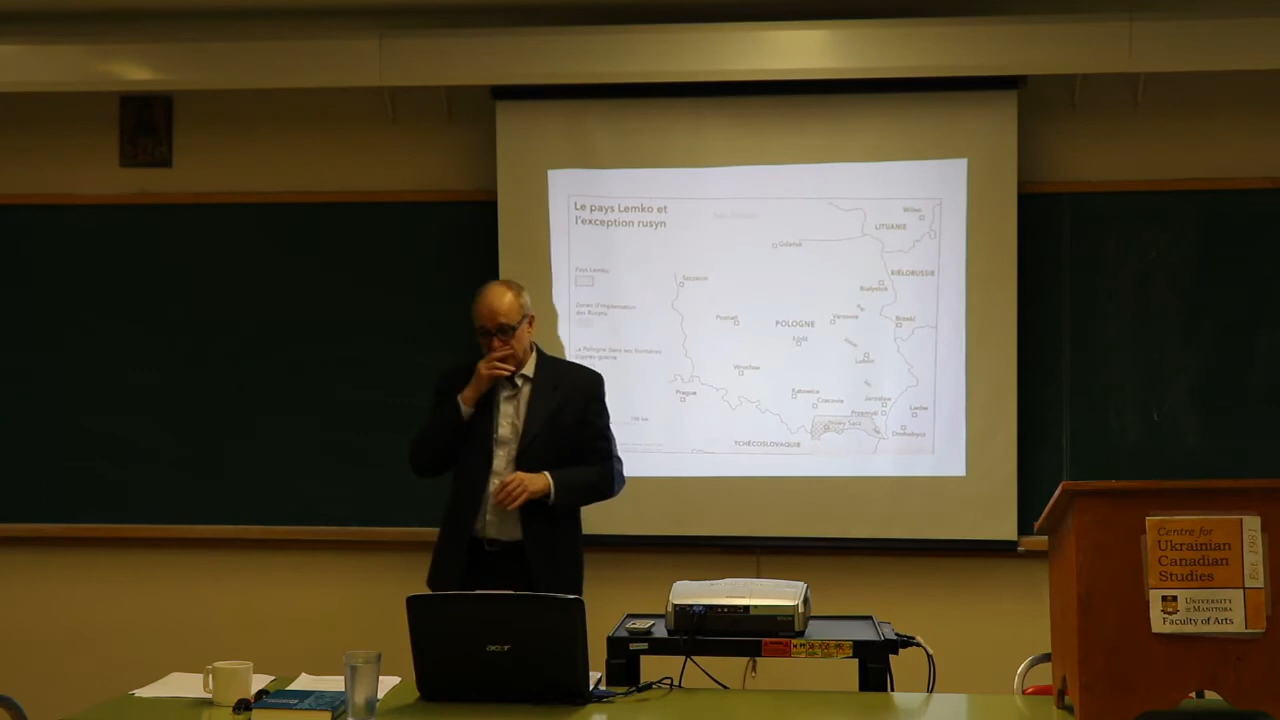 Le pays Lemko et
l'exception rusyn
Wilno
LITUANIE
Gdańsk
Pays Lemko
BIÉLORUSSIE
Szczecin
Białystok
Zones d'implantation
des Rusyns
Poznań
POLOGNE
Varsovie
Brześć
Łódź
La Pologne dans ses frontières
d'après-guerre
Lublin
Wrocław
Prague
Katowice
Cracovie
Jarosław
Przemyśl
Lwów
Nowy Sącz
Drohobycz
TCHÉCOSLOVAQUIE
acer
Centre for
Ukrainian
Canadian
Studies
Est. 1981
UNIVERSITY
OF MANITOBA
Faculty of Arts